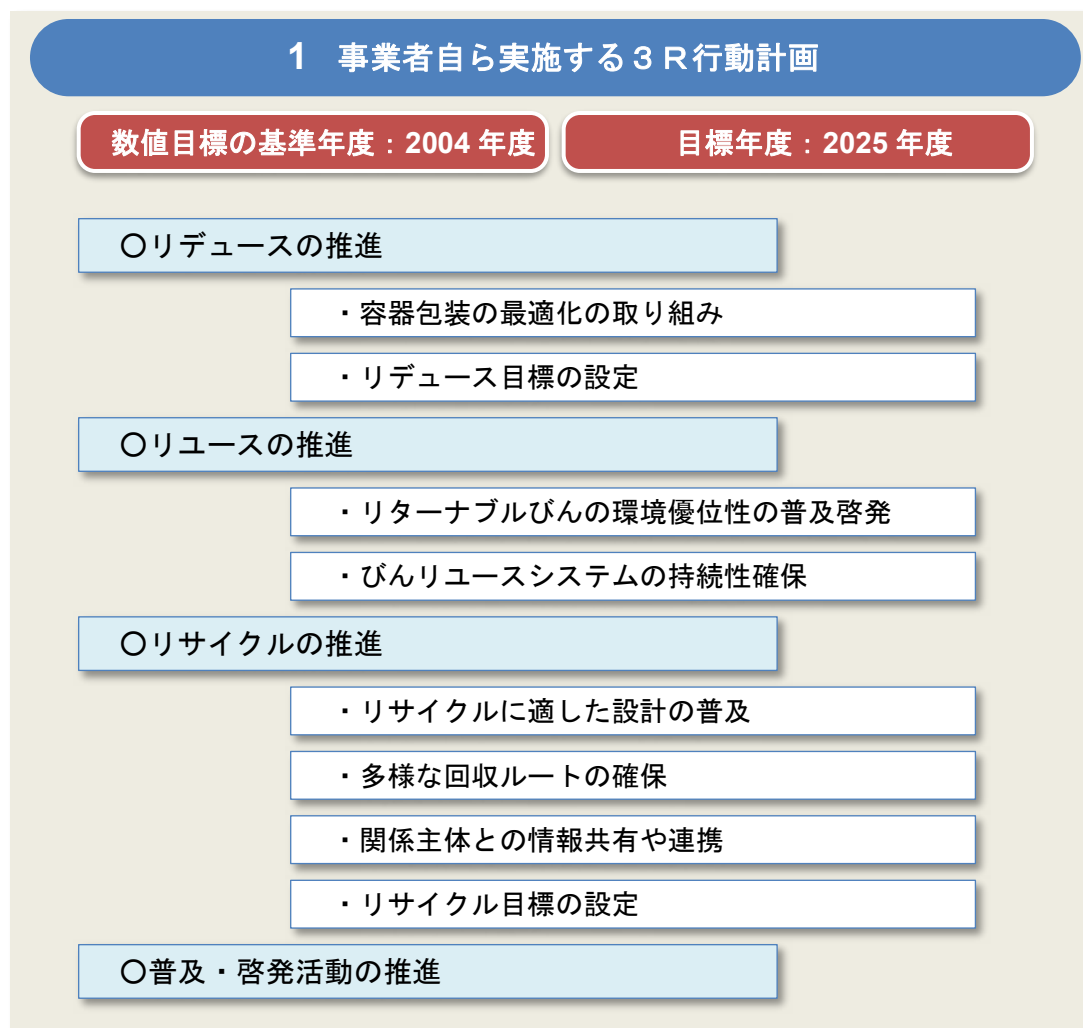 1 事業者自ら実施する３Ｒ行動計画
数値目標の基準年度：2004 年度
目標年度：2025 年度
〇リデュースの推進
・容器包装の最適化の取り組み
・リデュース目標の設定
〇リユースの推進
・リターナブルびんの環境優位性の普及啓発
・びんリユースシステムの持続性確保
〇リサイクルの推進
・リサイクルに適した設計の普及
・多様な回収ルートの確保
・関係主体との情報共有や連携
・リサイクル目標の設定
〇普及・啓発活動の推進